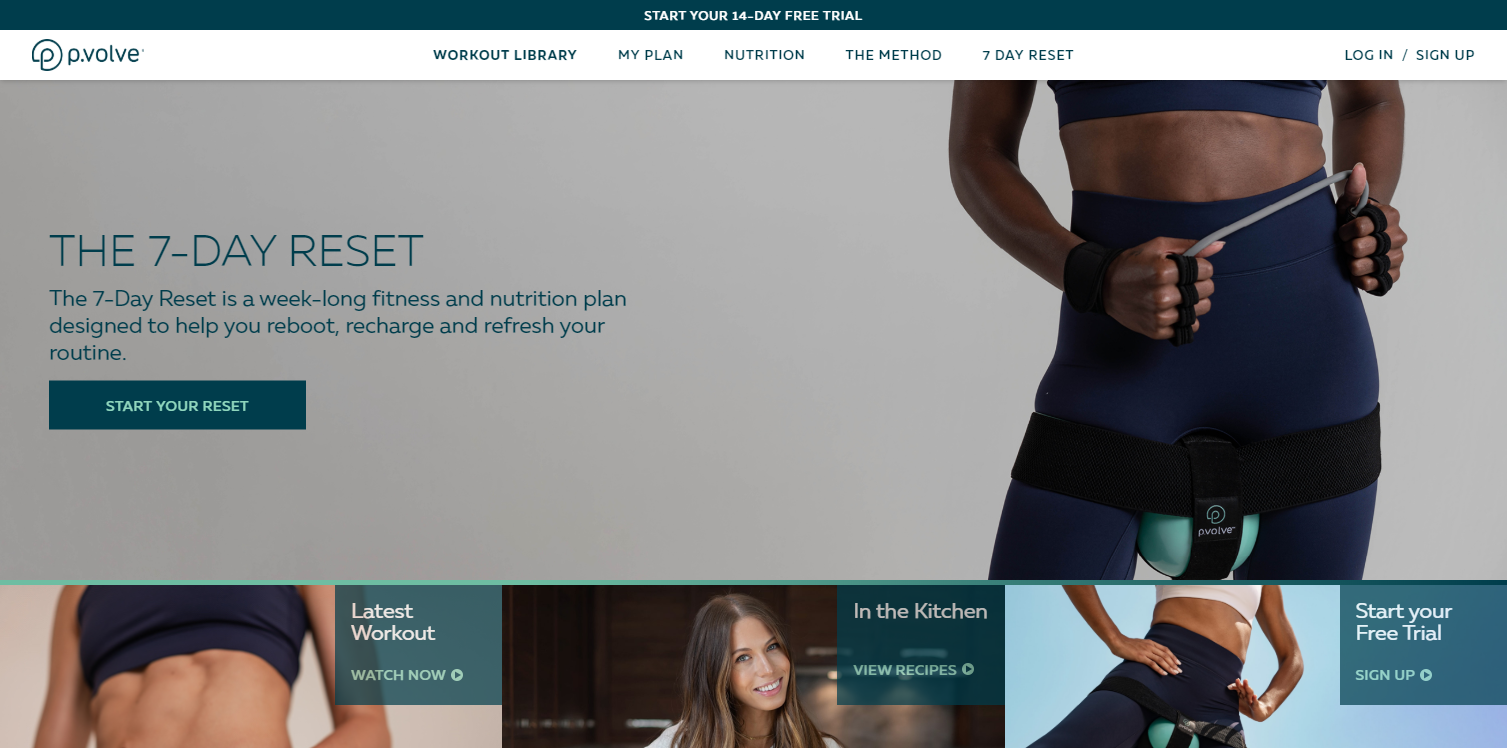 START YOUR 14-DAY FREE TRIAL
p.volve
WORKOUT LIBRARY
MY PLAN
NUTRITION
THE METHOD
7 DAY RESET
LOG IN / SIGN UP
THE 7-DAY RESET
The 7-Day Reset is a week-long fitness and nutrition plan
designed to help you reboot, recharge and refresh your
routine.
START YOUR RESET
p.volve
Latest
Workout
WATCH NOW
In the Kitchen
VIEW RECIPES
Start your
Free Trial
SIGN UP